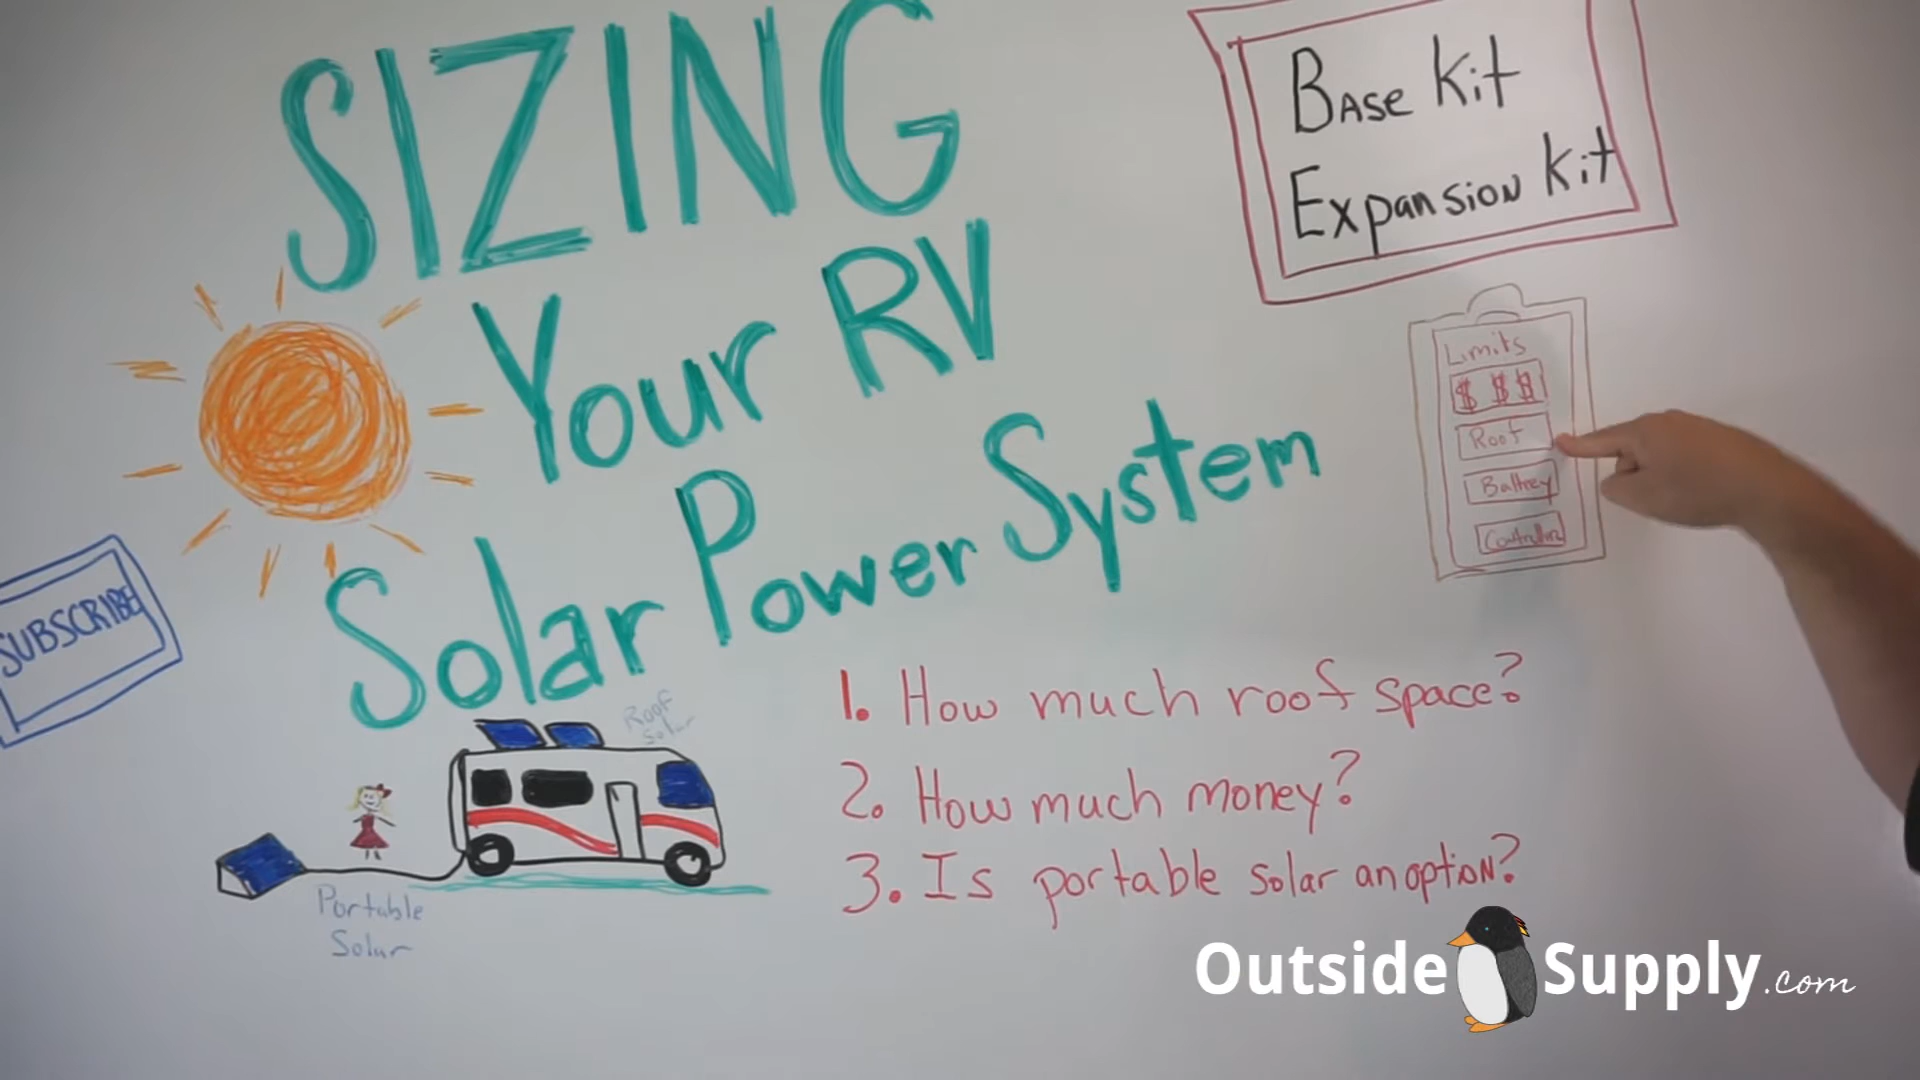 SIZING
Your RV
Solar Power System
Base Kit
Expansion Kit
Limits
$ $ $
Roof
Battrey
Controller
SUBSCRIBE
Roof
Solar
Portable
Solar
1. How much roof space?
2. How much money?
3. Is portable solar an option?
OutsideSupply.com